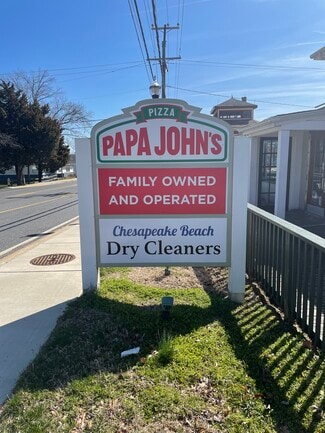 PIZZA
PAPA JOHN'S
FAMILY OWNED
AND OPERATED
Chesapeake Beach
Dry Cleaners